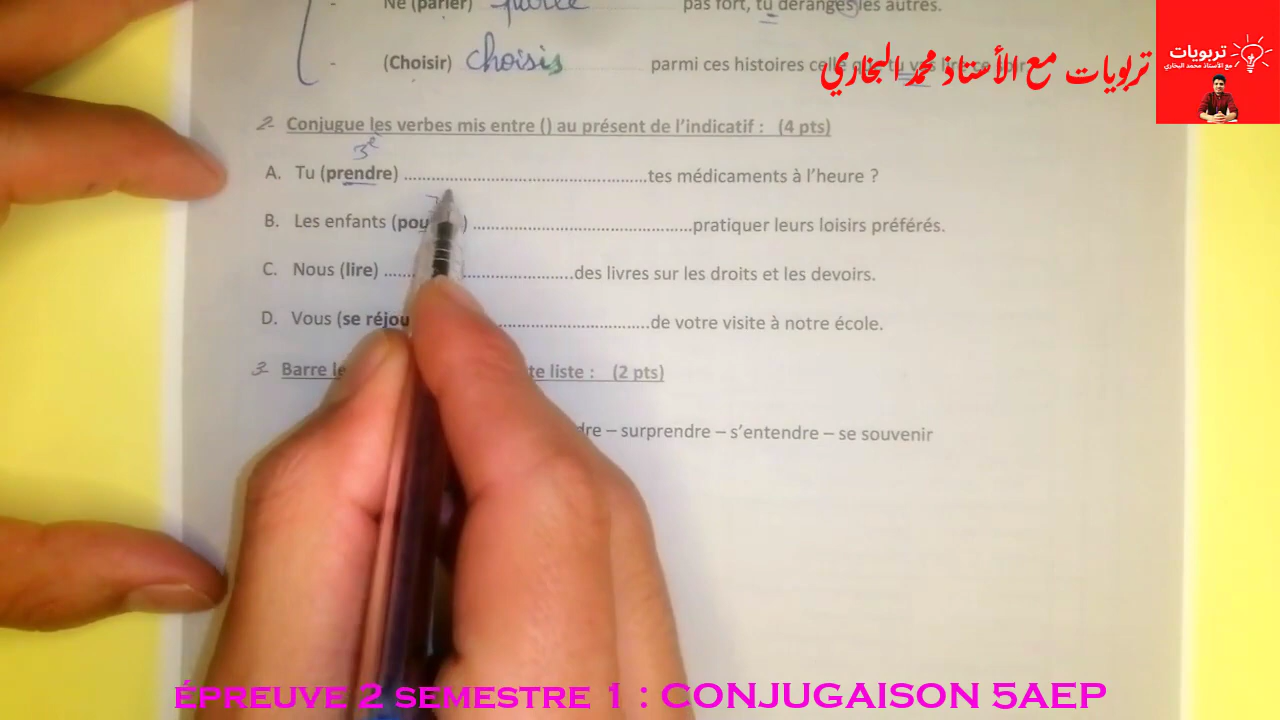 Ne (parler) parle pas fort, tu déranges les autres.
- (Choisir) choisis parmi ces histoires
تربويات مع الأستاذ محمد البخاري
تربويات
مع الأستاذ محمد البخاري
2- Conjugue les verbes mis entre () au présent de l'indicatif : (4 pts)
3e
A. Tu (prendre) ......................................................tes médicaments à l'heure ?
B. Les enfants (pou ) ................................................pratiquer leurs loisirs préférés.
C. Nous (lire) ..........................................des livres sur les droits et les devoirs.
D. Vous (se réjou ..................................de votre visite à notre école.
3- Barre le te liste : (2 pts)
dre – surprendre – s'entendre – se souvenir
ÉPREUVE 2 SEMESTRE 1 : CONJUGAISON 5AEP